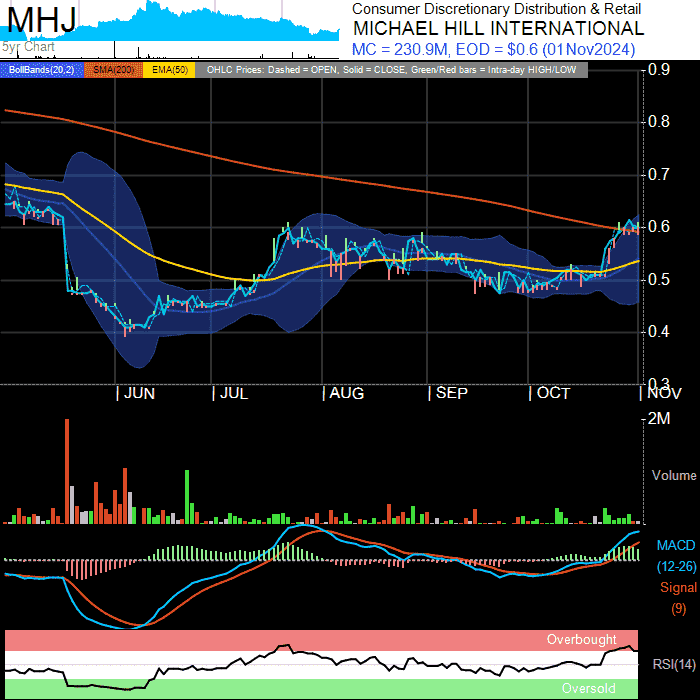 MHJ
Consumer Discretionary Distribution & Retail
MICHAEL HILL INTERNATIONAL
MC = 230.9M, EOD = $0.6 (01Nov2024)
5yr Chart
BollBands(20,2) SMA(200) EMA(50) OHLC Prices: Dashed = OPEN, Solid = CLOSE, Green/Red bars = Intra-day HIGH/LOW
0.9
0.8
0.7
0.6
0.5
0.4
0.3
JUN JUL AUG SEP OCT NOV
2M
Volume
MACD
(12-26)
Signal
(9)
Overbought
RSI(14)
Oversold